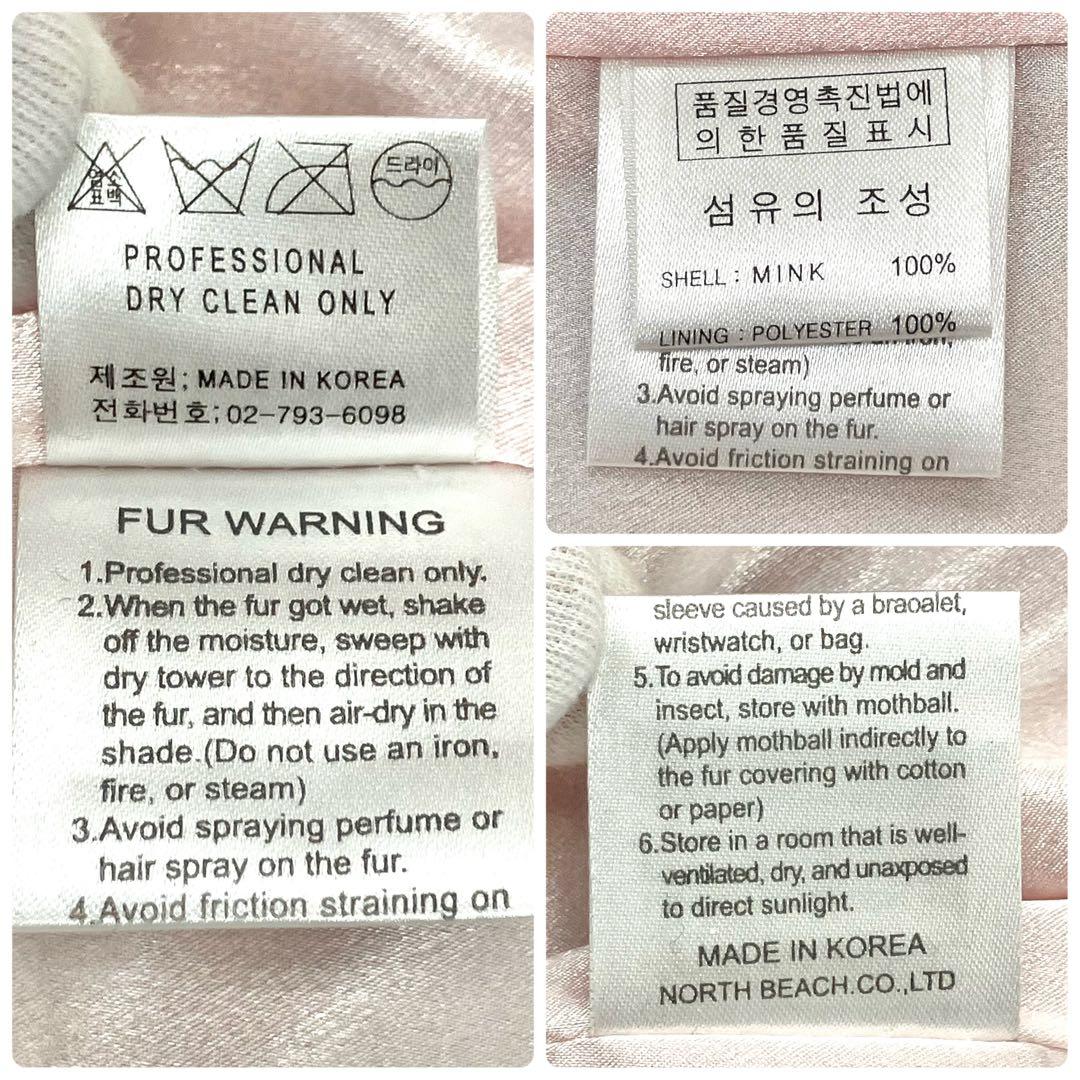 염소
표백
드라이
PROFESSIONAL
DRY CLEAN ONLY
제조원; MADE IN KOREA
전화번호; 02-793-6098
FUR WARNING
1.Professional dry clean only.
2.When the fur got wet, shake
off the moisture, sweep with
dry tower to the direction of
the fur, and then air-dry in the
shade.(Do not use an iron,
fire, or steam)
3.Avoid spraying perfume or
hair spray on the fur.
4.Avoid friction straining on
품질경영촉진법에
의한품질표시
섬유의 조성
SHELL : MINK 100%
LINING : POLYESTER 100%
fire, or steam)
3.Avoid spraying perfume or
hair spray on the fur.
4.Avoid friction straining on
sleeve caused by a braoalet,
wristwatch, or bag.
5.To avoid damage by mold and
insect, store with mothball.
(Apply mothball indirectly to
the fur covering with cotton
or paper)
6.Store in a room that is well-
ventilated, dry, and unaxposed
to direct sunlight.
MADE IN KOREA
NORTH BEACH.CO.,LTD